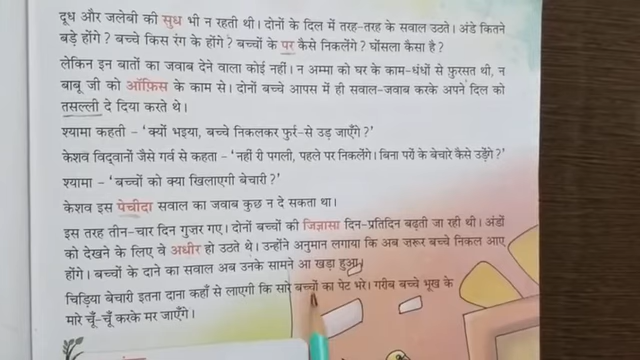 दूध और जलेबी की सुध भी न रहती थी। दोनों के दिल में तरह-तरह के सवाल उठते। अंडे कितने
बड़े होंगे? बच्चे किस रंग के होंगे? बच्चों के पर कैसे निकलेंगे? घोंसला कैसा है?
लेकिन इन बातों का जवाब देने वाला कोई नहीं। न अम्मा को घर के काम-धंधों से फ़ुरसत थी, न
बाबू जी को ऑफ़िस के काम से। दोनों बच्चे आपस में ही सवाल-जवाब करके अपने दिल को
तसल्ली दे दिया करते थे।
श्यामा कहती - 'क्यों भइया, बच्चे निकलकर फुर्र-से उड़ जाएँगे?'
केशव विद्वानों जैसे गर्व से कहता - 'नहीं री पगली, पहले पर निकलेंगे। बिना परों के बेचारे कैसे उड़ेंगे?'
श्यामा - 'बच्चों को क्या खिलाएगी बेचारी?'
केशव इस पेचीदा सवाल का जवाब कुछ न दे सकता था।
इस तरह तीन-चार दिन गुज़र गए। दोनों बच्चों की जिज्ञासा दिन-प्रतिदिन बढ़ती जा रही थी। अंडों
को देखने के लिए वे अधीर हो उठते थे। उन्होंने अनुमान लगाया कि अब ज़रूर बच्चे निकल आए
होंगे। बच्चों के दाने का सवाल अब उनके सामने आ खड़ा हुआ।
चिड़िया बेचारी इतना दाना कहाँ से लाएगी कि सारे बच्चों का पेट भरे। गरीब बच्चे भूख के
मारे चूँ-चूँ करके मर जाएँगे।